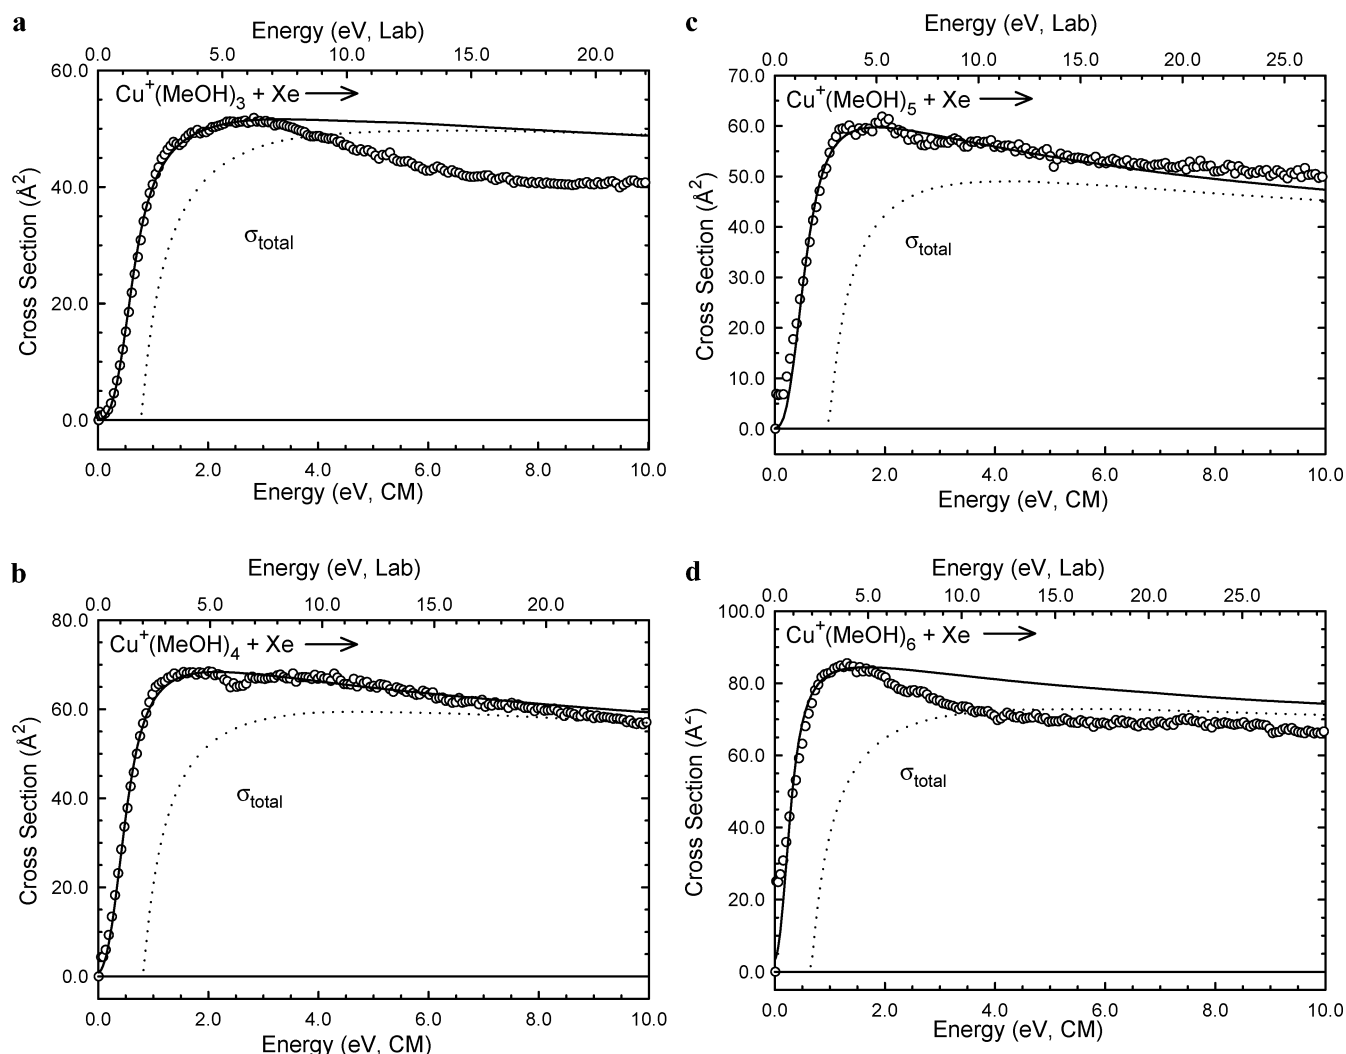 a
Energy (eV, Lab)
0.0 5.0 10.0 15.0 20.0
60.0
Cu⁺(MeOH)₃ + Xe ⟶
40.0
σtotal
20.0
0.0
Cross Section (Å²)
0.0 2.0 4.0 6.0 8.0 10.0
Energy (eV, CM)
c
Energy (eV, Lab)
0.0 5.0 10.0 15.0 20.0 25.0
70.0
Cu⁺(MeOH)₅ + Xe ⟶
60.0
50.0
40.0
σtotal
30.0
20.0
10.0
0.0
Cross Section (Å²)
0.0 2.0 4.0 6.0 8.0 10.0
Energy (eV, CM)
b
Energy (eV, Lab)
0.0 5.0 10.0 15.0 20.0
80.0
Cu⁺(MeOH)₄ + Xe ⟶
60.0
40.0
σtotal
20.0
0.0
Cross Section (Å²)
0.0 2.0 4.0 6.0 8.0 10.0
Energy (eV, CM)
d
Energy (eV, Lab)
0.0 5.0 10.0 15.0 20.0 25.0
100.0
Cu⁺(MeOH)₆ + Xe ⟶
80.0
60.0
σtotal
40.0
20.0
0.0
Cross Section (Å²)
0.0 2.0 4.0 6.0 8.0 10.0
Energy (eV, CM)